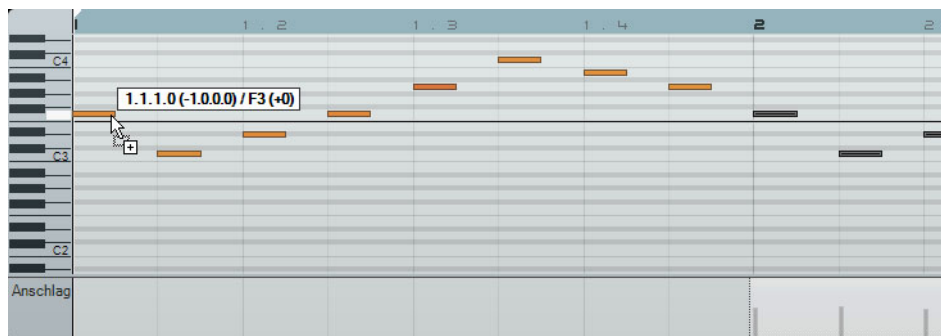 1 . 2 1 . 3 1 . 4 2 2
C4
1.1.1.0 (-1.0.0.0) / F3 (+0)
C3
C2
Anschlag